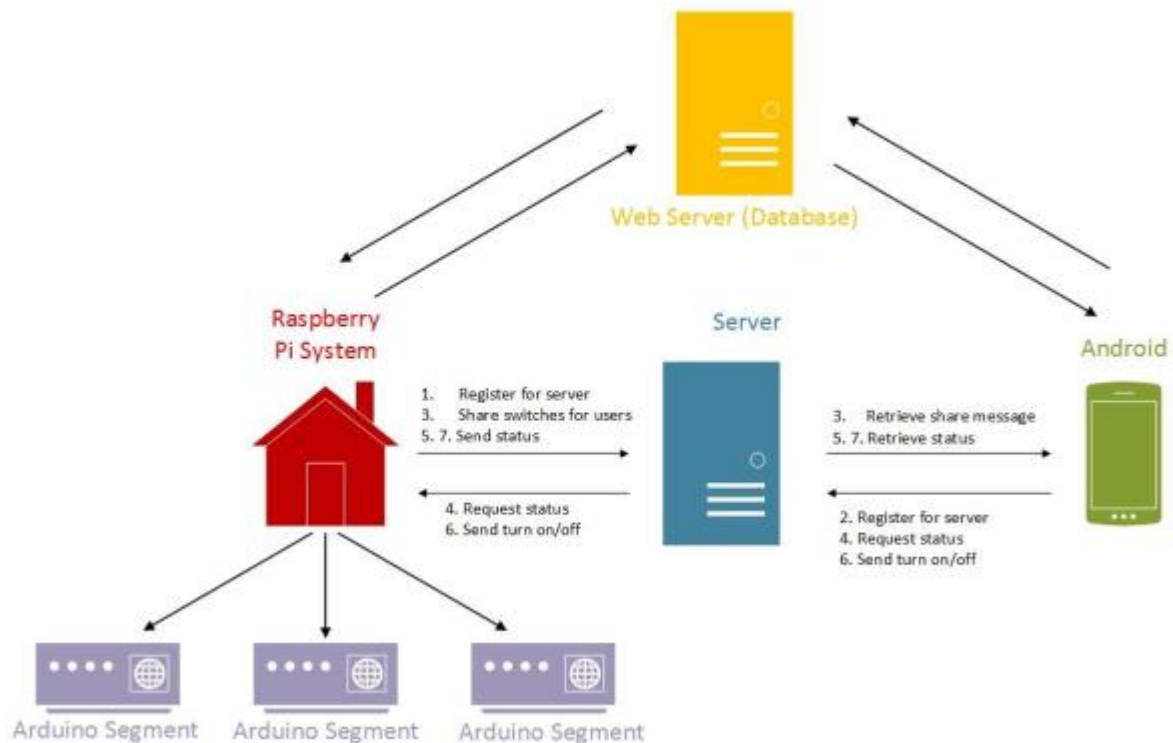 Web Server (Database)
Raspberry
Pi System
Server
Android
1. Register for server
3. Share switches for users
5. 7. Send status
3. Retrieve share message
5. 7. Retrieve status
4. Request status
6. Send turn on/off
2. Register for server
4. Request status
6. Send turn on/off
Arduino Segment
Arduino Segment
Arduino Segment